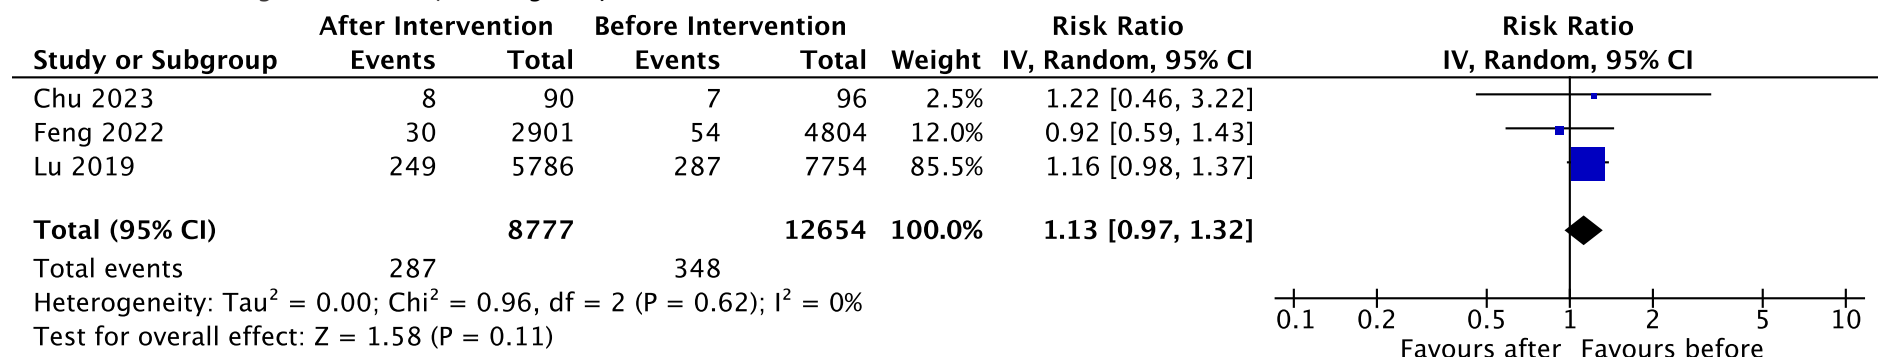 After Intervention Before Intervention Risk Ratio Risk Ratio
Study or Subgroup Events Total Events Total Weight IV, Random, 95% CI IV, Random, 95% CI
Chu 2023 8 90 7 96 2.5% 1.22 [0.46, 3.22]
Feng 2022 30 2901 54 4804 12.0% 0.92 [0.59, 1.43]
Lu 2019 249 5786 287 7754 85.5% 1.16 [0.98, 1.37]
Total (95% CI) 8777 12654 100.0% 1.13 [0.97, 1.32]
Total events 287 348
Heterogeneity: Tau² = 0.00; Chi² = 0.96, df = 2 (P = 0.62); I² = 0%
Test for overall effect: Z = 1.58 (P = 0.11)
0.1 0.2 0.5 1 2 5 10
Favours after Favours before